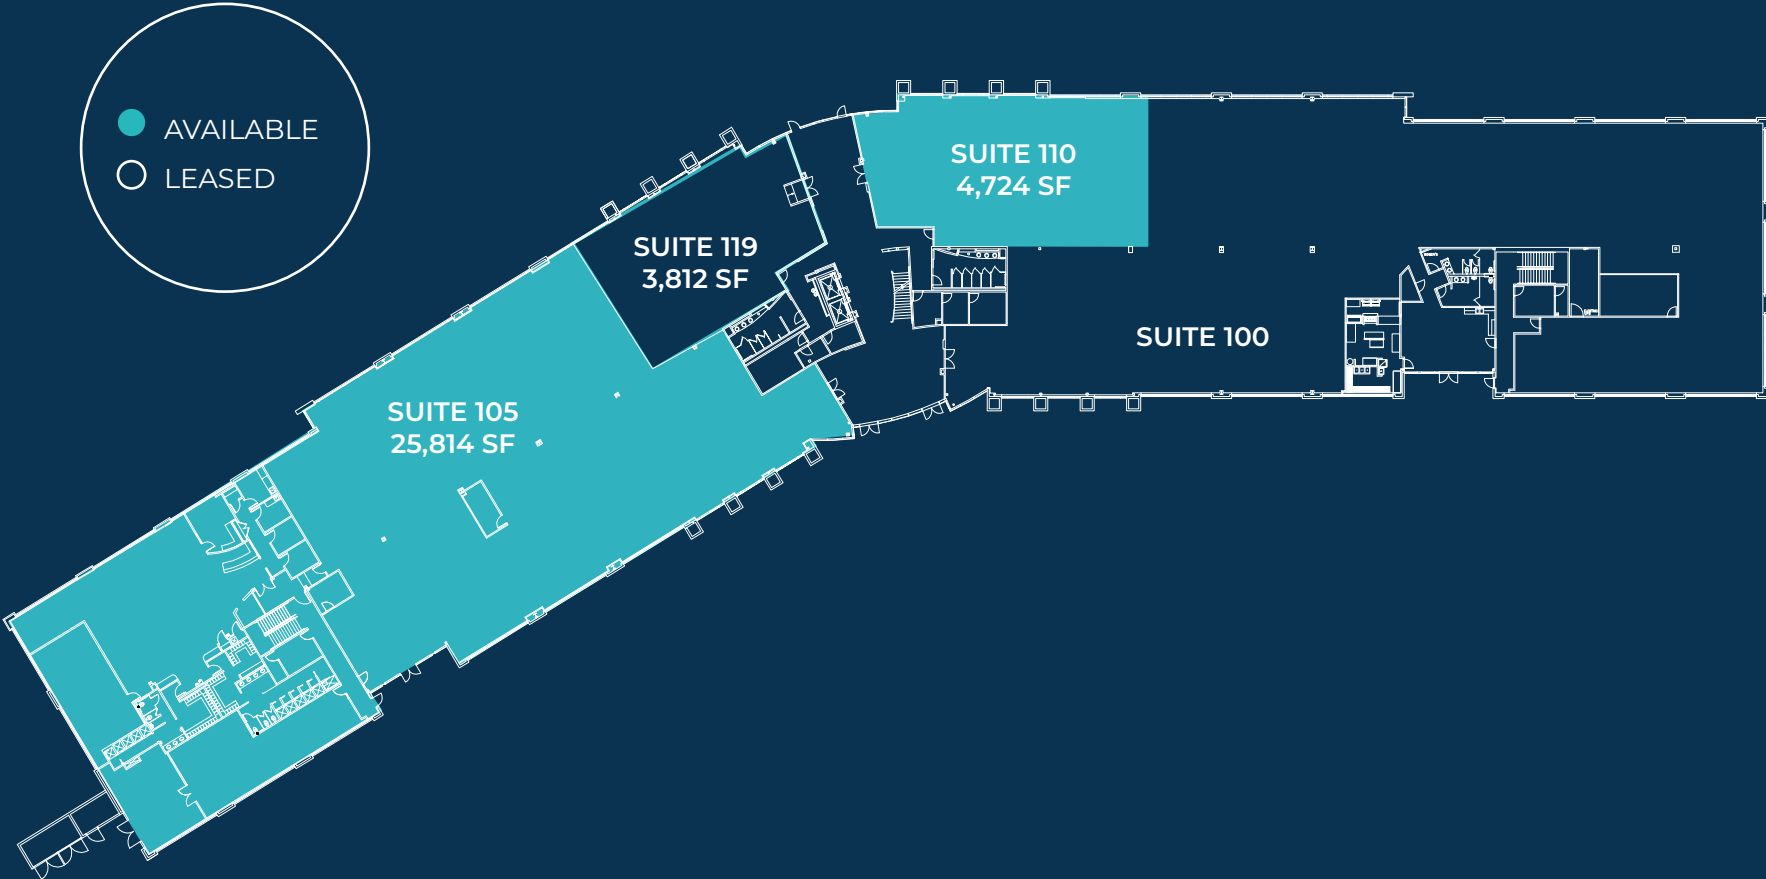 AVAILABLE
LEASED
SUITE 110
4,724 SF
SUITE 119
3,812 SF
SUITE 100
SUITE 105
25,814 SF